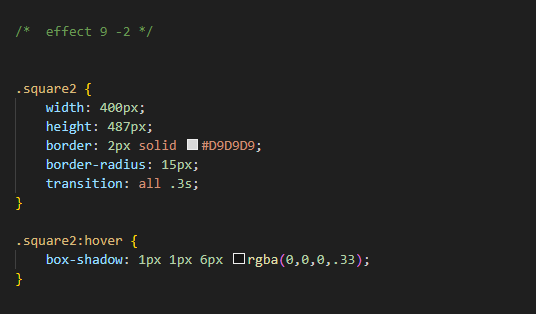 /*  effect 9 -2 */
.square2 {
    width: 400px;
    height: 487px;
    border: 2px solid #D9D9D9;
    border-radius: 15px;
    transition: all .3s;
}
.square2:hover {
    box-shadow: 1px 1px 6px rgba(0,0,0,.33);
}